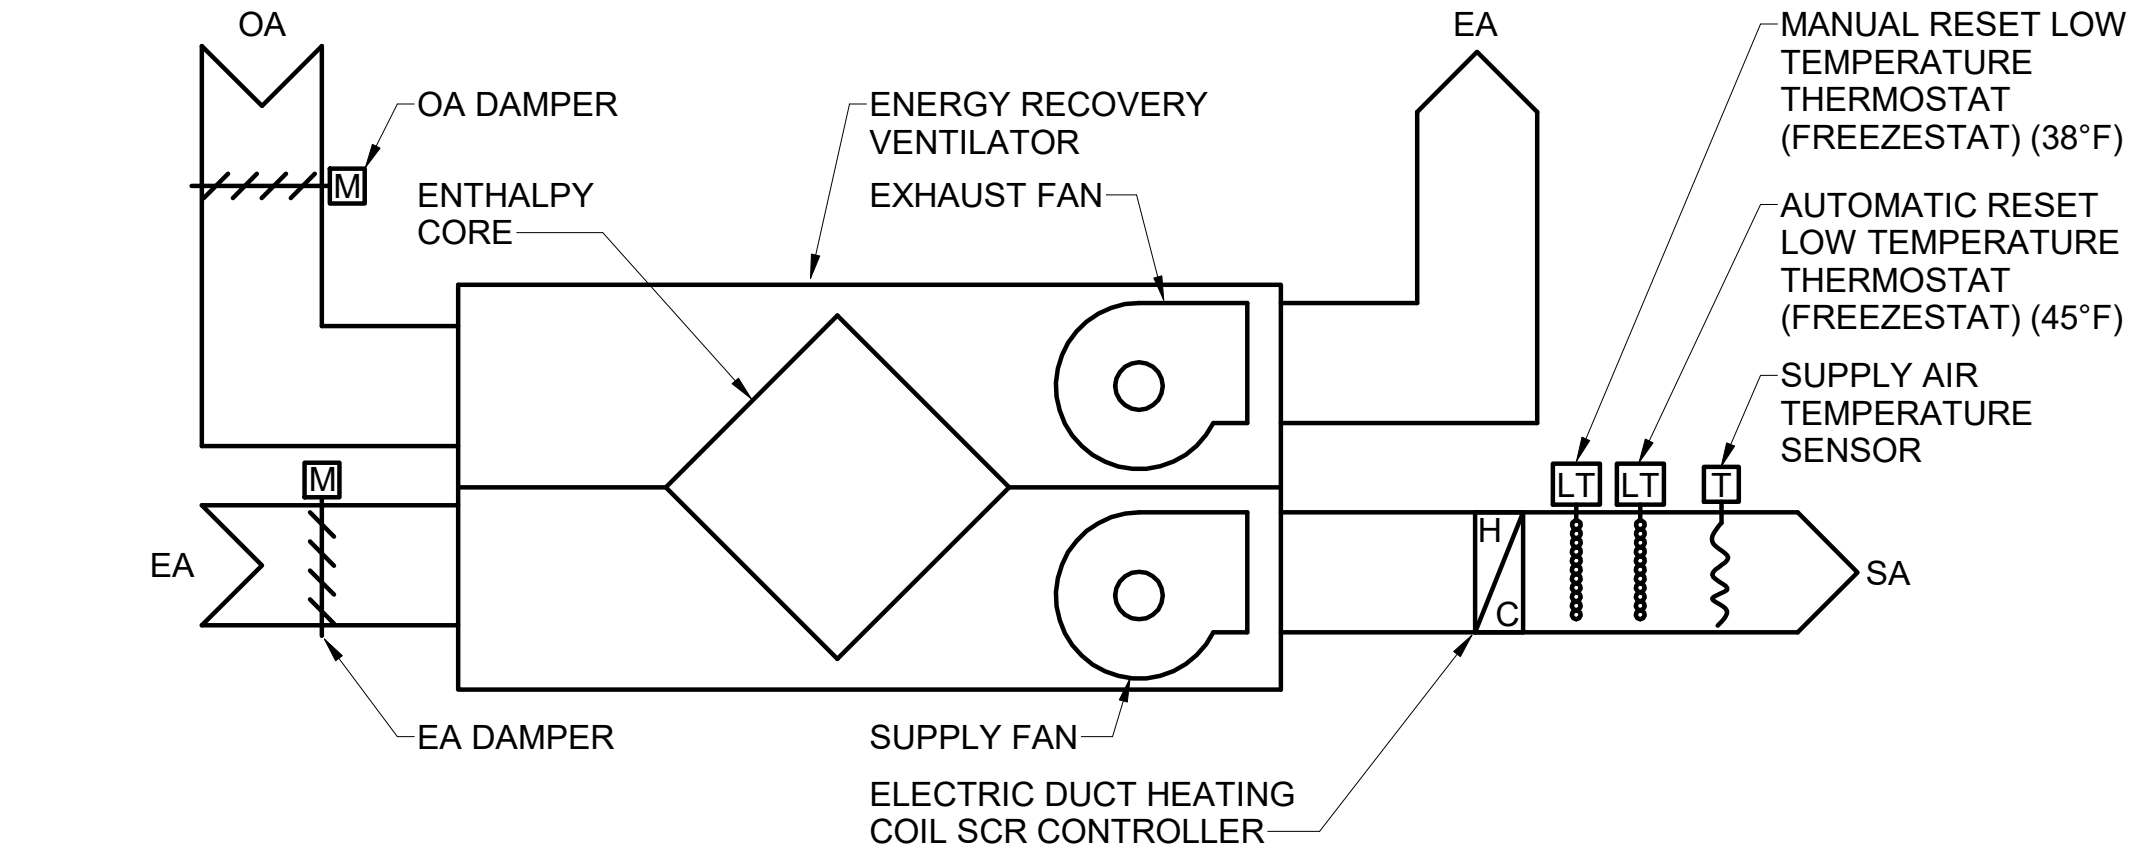 OA
EA
MANUAL RESET LOW
TEMPERATURE
THERMOSTAT
(FREEZESTAT) (38°F)
OA DAMPER
ENERGY RECOVERY
VENTILATOR
M
ENTHALPY
CORE
EXHAUST FAN
AUTOMATIC RESET
LOW TEMPERATURE
THERMOSTAT
(FREEZESTAT) (45°F)
SUPPLY AIR
TEMPERATURE
SENSOR
M
LT
LT
T
EA
H
C
SA
EA DAMPER
SUPPLY FAN
ELECTRIC DUCT HEATING
COIL SCR CONTROLLER